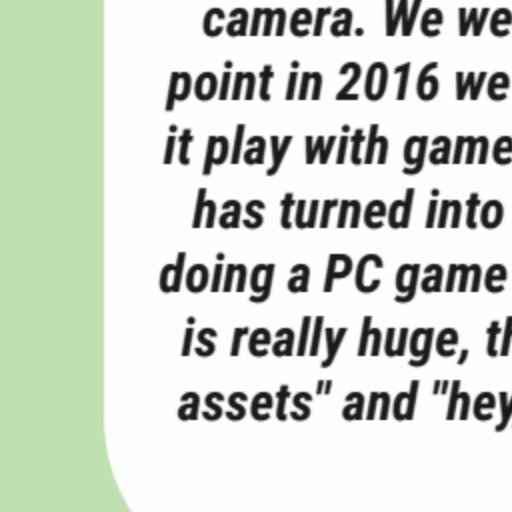 camera. We we
point in 2016 we
it play with game
has turned into
doing a PC game
is really huge, th
assets" and "hey